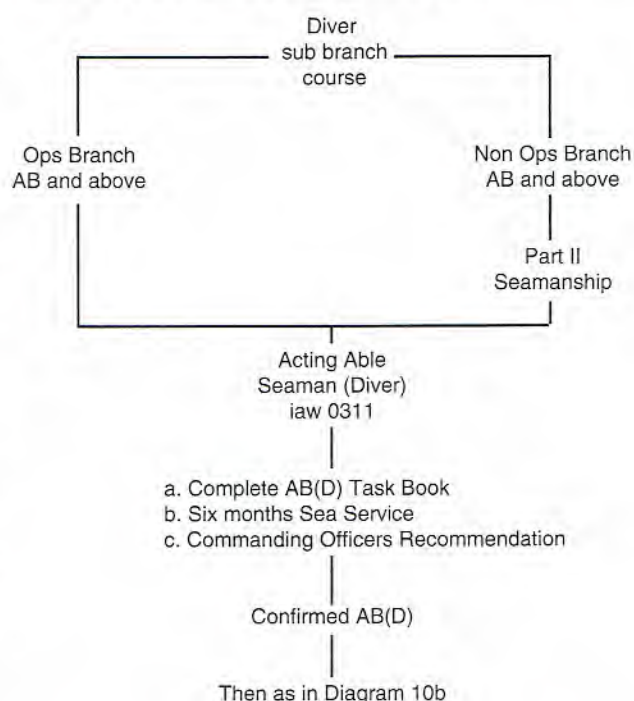 Diver
sub branch
course
Ops Branch
AB and above
Non Ops Branch
AB and above
Part II
Seamanship
Acting Able
Seaman (Diver)
iaw 0311
a. Complete AB(D) Task Book
b. Six months Sea Service
c. Commanding Officers Recommendation
Confirmed AB(D)
Then as in Diagram 10b